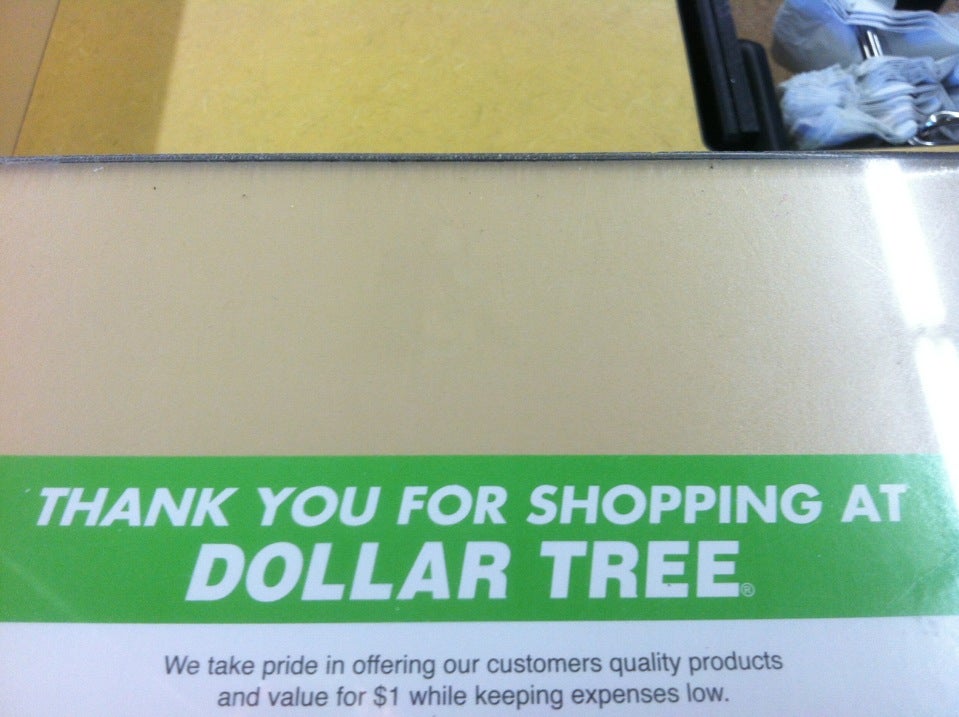 THANK YOU FOR SHOPPING AT
DOLLAR TREE®
We take pride in offering our customers quality products
and value for $1 while keeping expenses low.